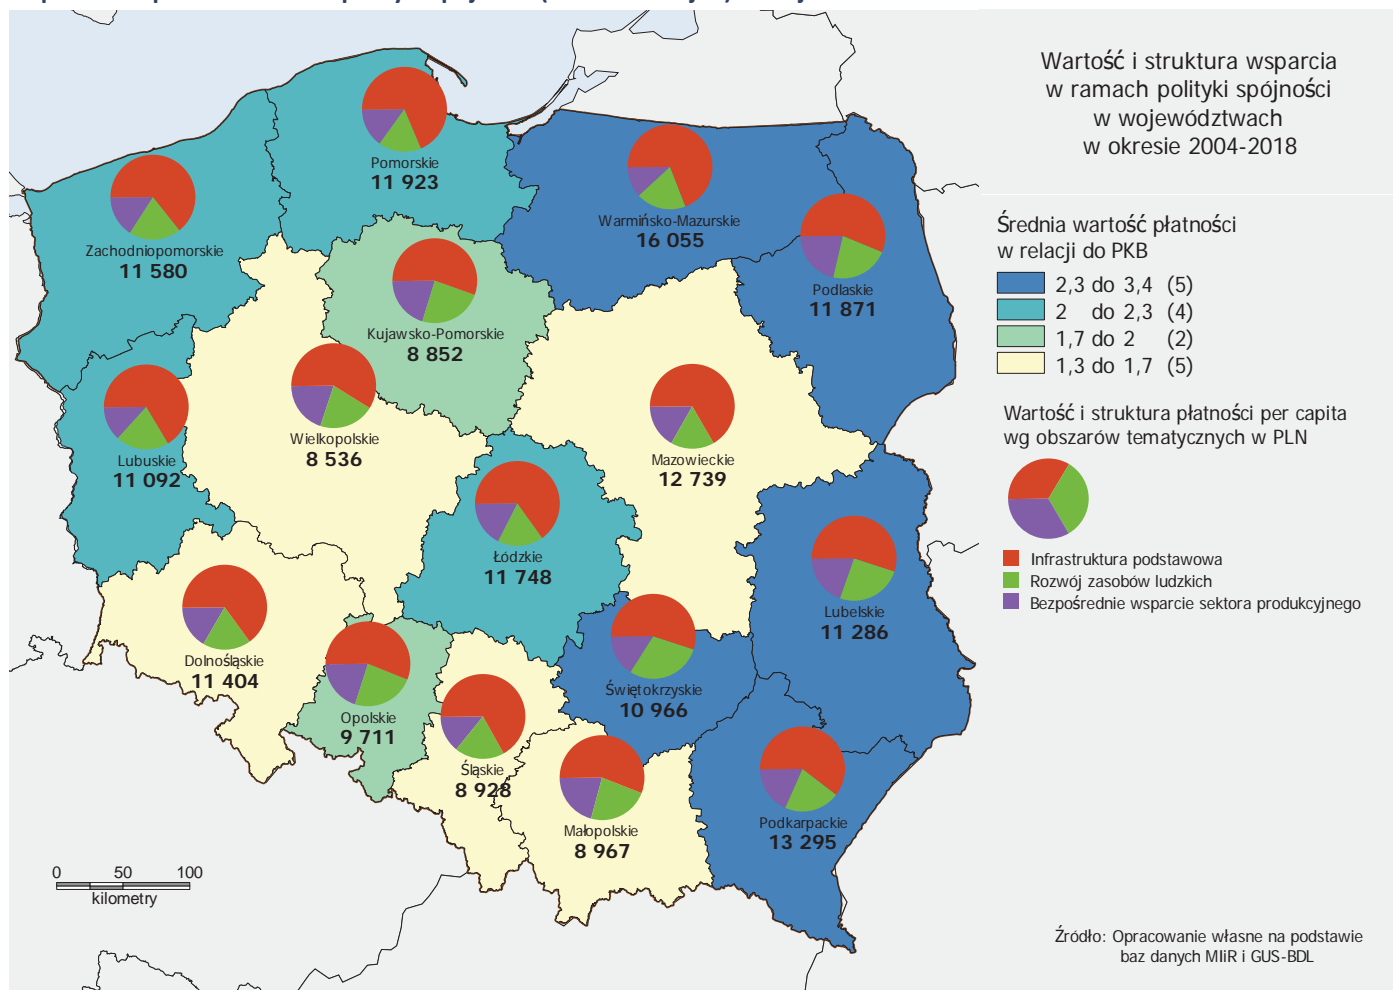 Wartość i struktura wsparcia
w ramach polityki spójności
w województwach
w okresie 2004-2018
Średnia wartość płatności
w relacji do PKB
2,3 do 3,4 (5)
2 do 2,3 (4)
1,7 do 2 (2)
1,3 do 1,7 (5)
Wartość i struktura płatności per capita
wg obszarów tematycznych w PLN
Infrastruktura podstawowa
Rozwój zasobów ludzkich
Bezpośrednie wsparcie sektora produkcyjnego
Pomorskie
11 923
Warmińsko-Mazurskie
16 055
Zachodniopomorskie
11 580
Podlaskie
11 871
Kujawsko-Pomorskie
8 852
Wielkopolskie
8 536
Mazowieckie
12 739
Lubuskie
11 092
Łódzkie
11 748
Lubelskie
11 286
Dolnośląskie
11 404
Świętokrzyskie
10 966
Opolskie
9 711
Śląskie
8 928
Małopolskie
8 967
Podkarpackie
13 295
0 50 100
kilometry
Źródło: Opracowanie własne na podstawie
baz danych MIiR i GUS-BDL